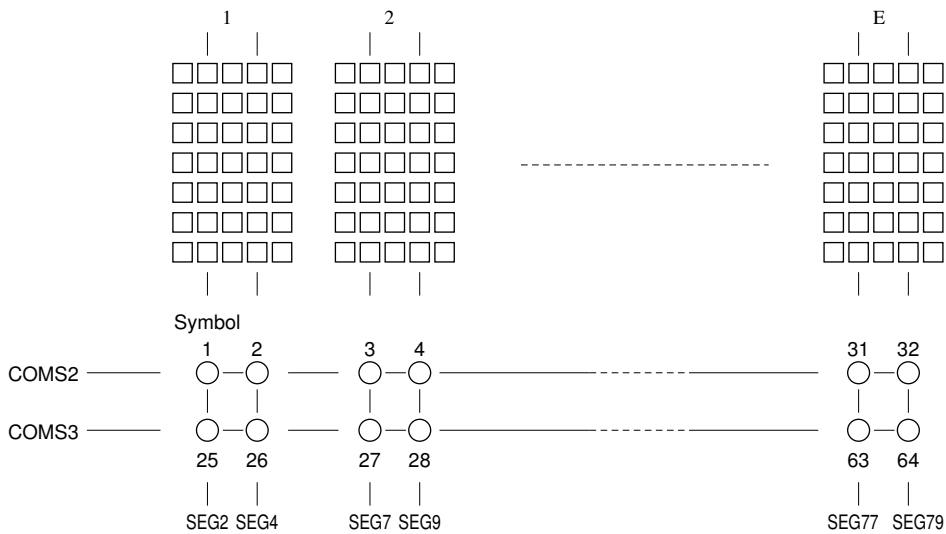 1 2 E
Symbol
1 2 3 4 31 32
COMS2
COMS3
25 26 27 28 63 64
SEG2 SEG4 SEG7 SEG9 SEG77 SEG79